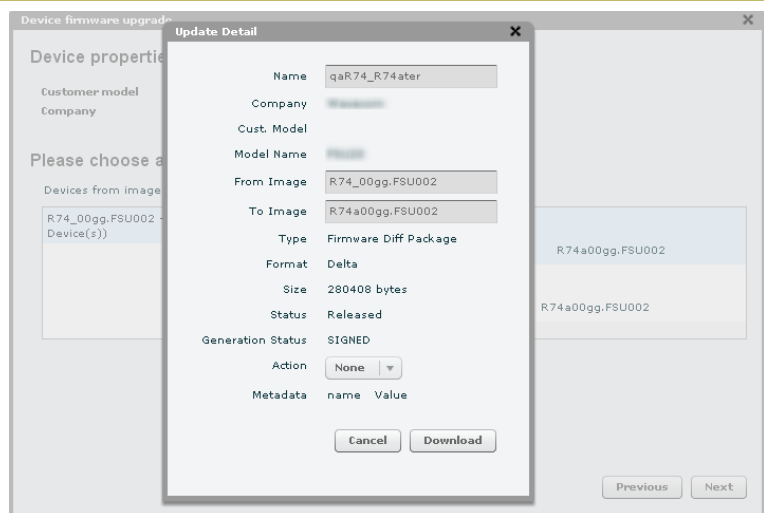 Device firmware upgrade
Update Detail
Device propertie
Customer model
Company
Please choose a
Devices from image
R74_00gg.FSU002 -
Device(s))
Name qaR74_R74ater
Company
Cust. Model
Model Name
From Image R74_00gg.FSU002
To Image R74a00gg.FSU002
Type Firmware Diff Package
Format Delta
Size 280408 bytes
Status Released
Generation Status SIGNED
Action None
Metadata name Value
Cancel Download
R74a00gg.FSU002
R74a00gg.FSU002
Previous Next